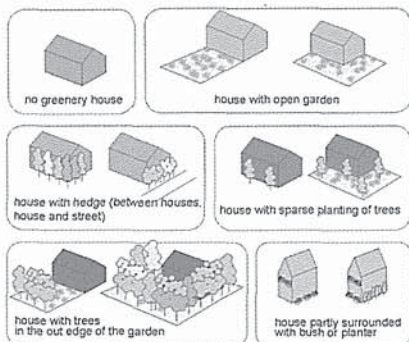 no greenery house
house with open garden
house with hedge (between houses,
house and street)
house with sparse planting of trees
house with trees
in the out edge of the garden
house partly surrounded
with bush or planter